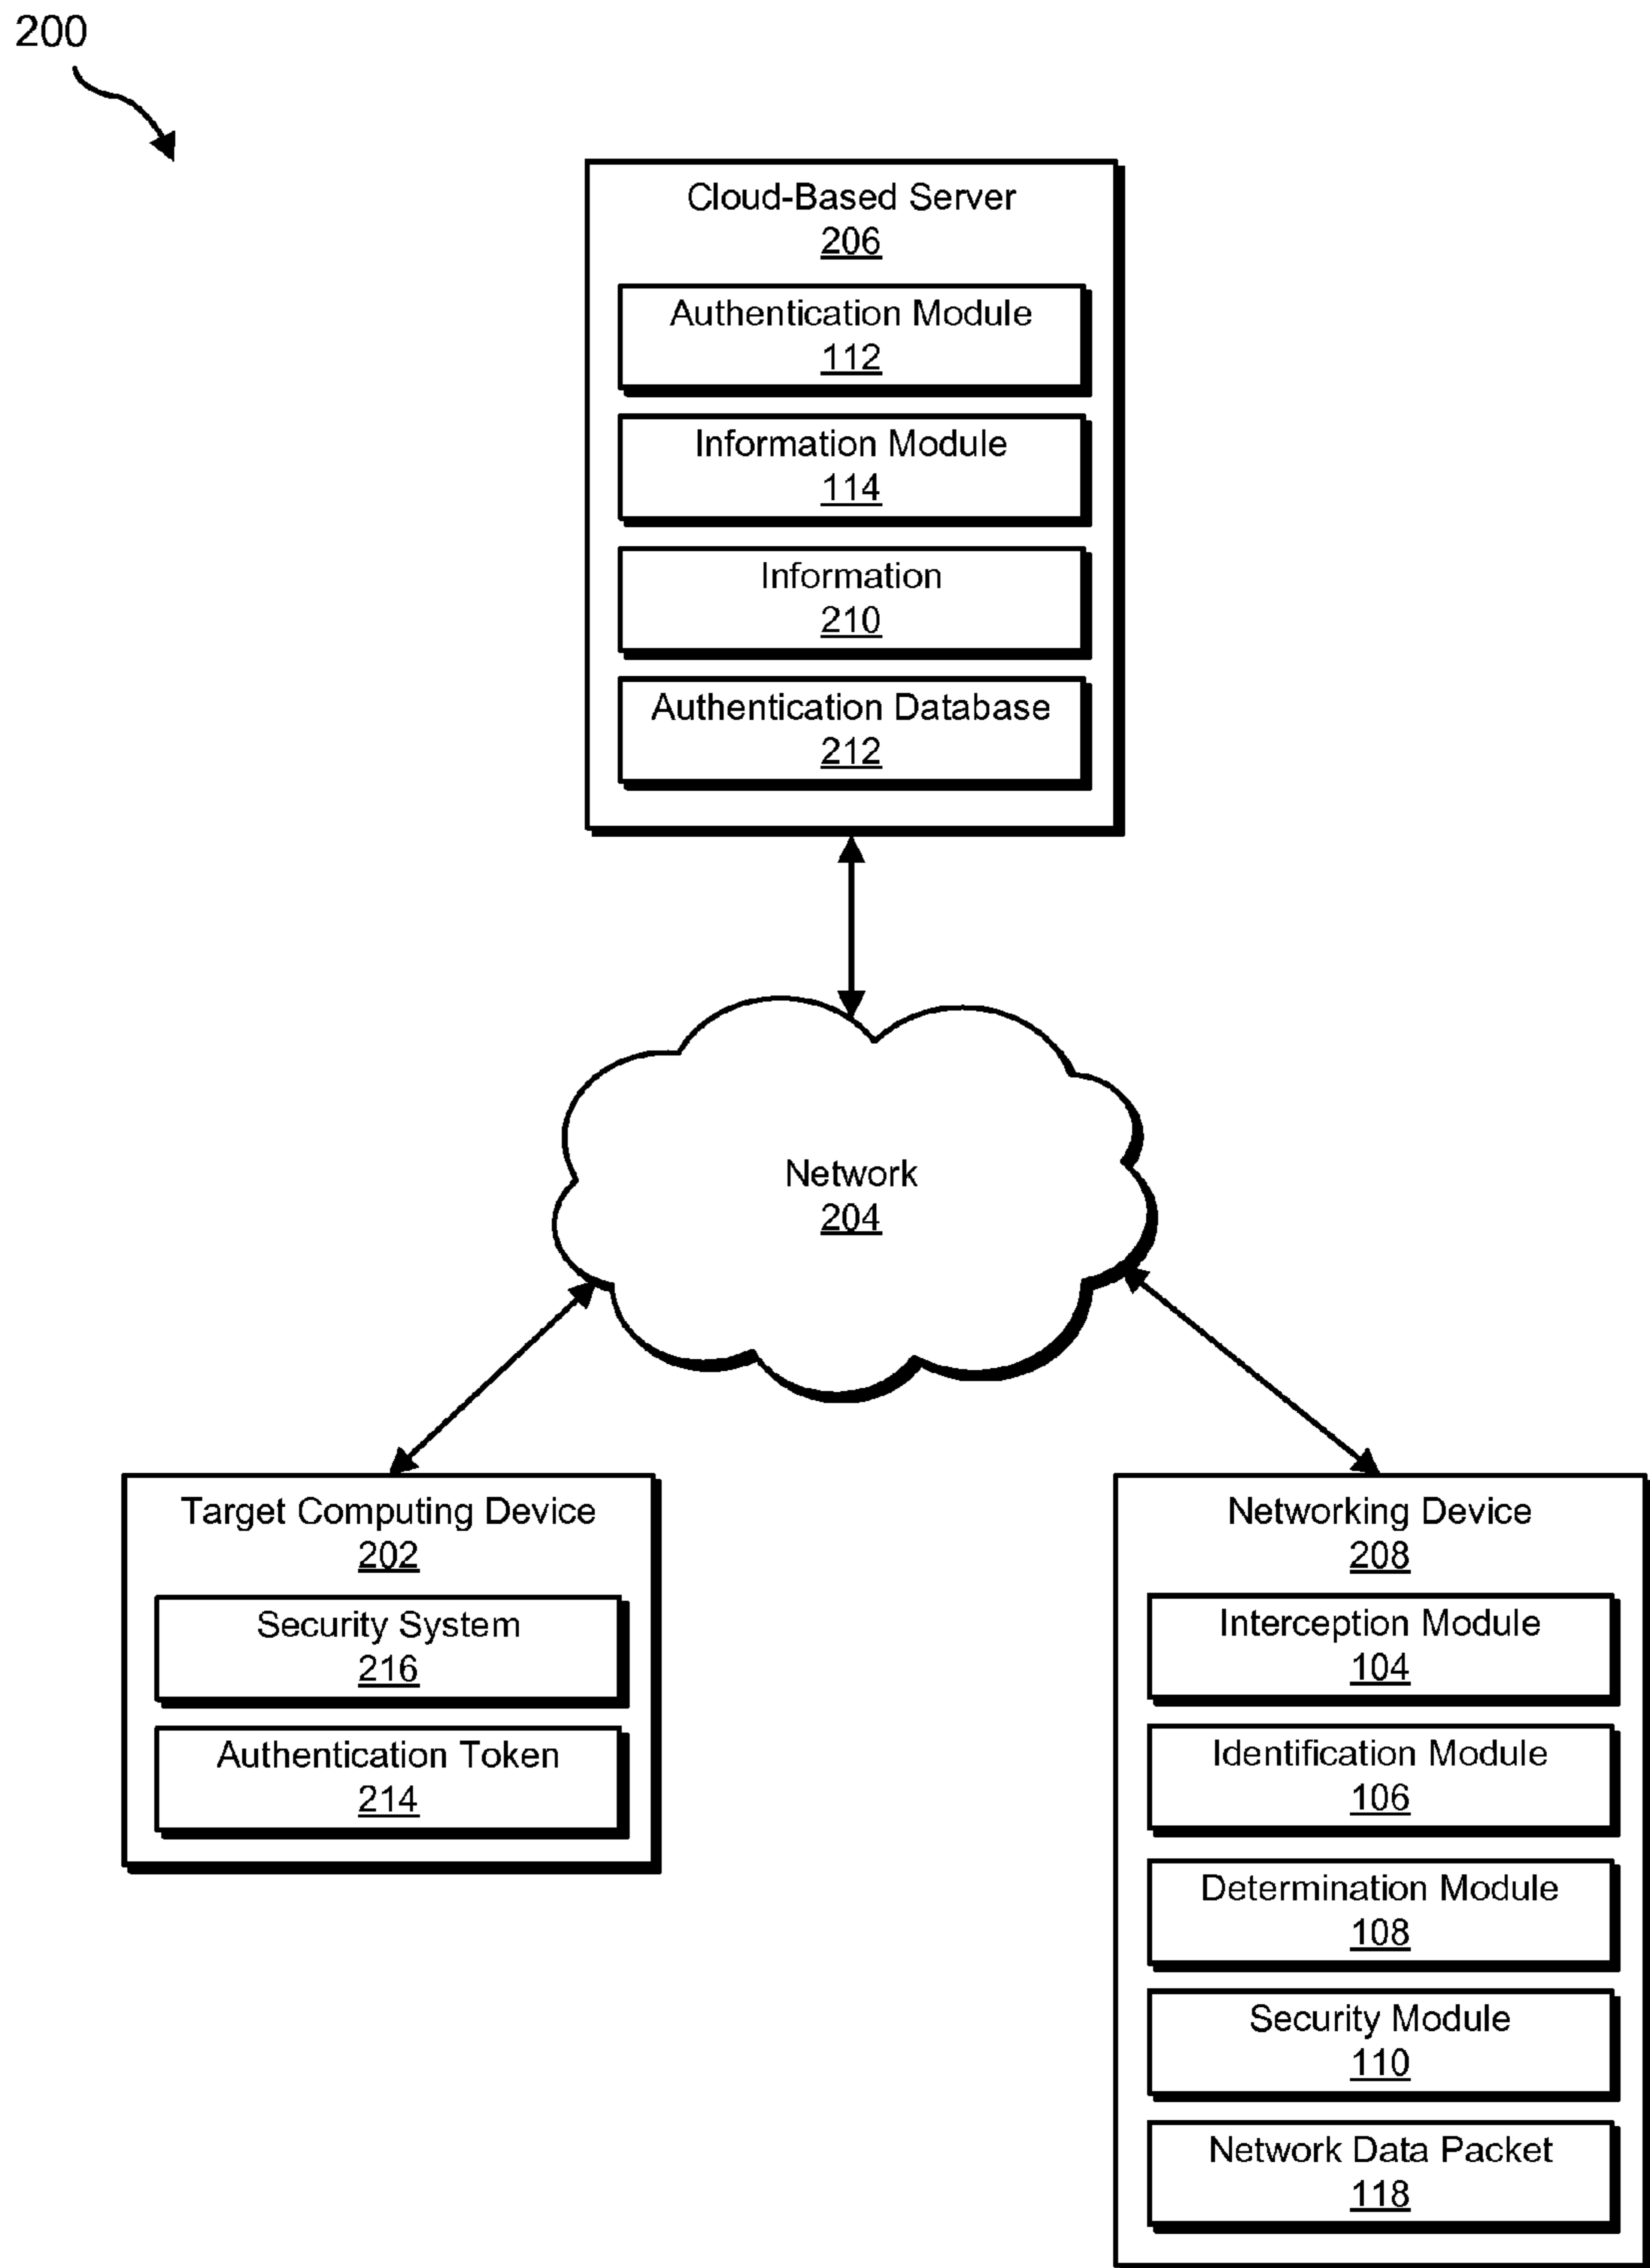 200
Cloud-Based Server
206
Authentication Module
112
Information Module
114
Information
210
Authentication Database
212
Network
204
Target Computing Device
202
Security System
216
Authentication Token
214
Networking Device
208
Interception Module
104
Identification Module
106
Determination Module
108
Security Module
110
Network Data Packet
118